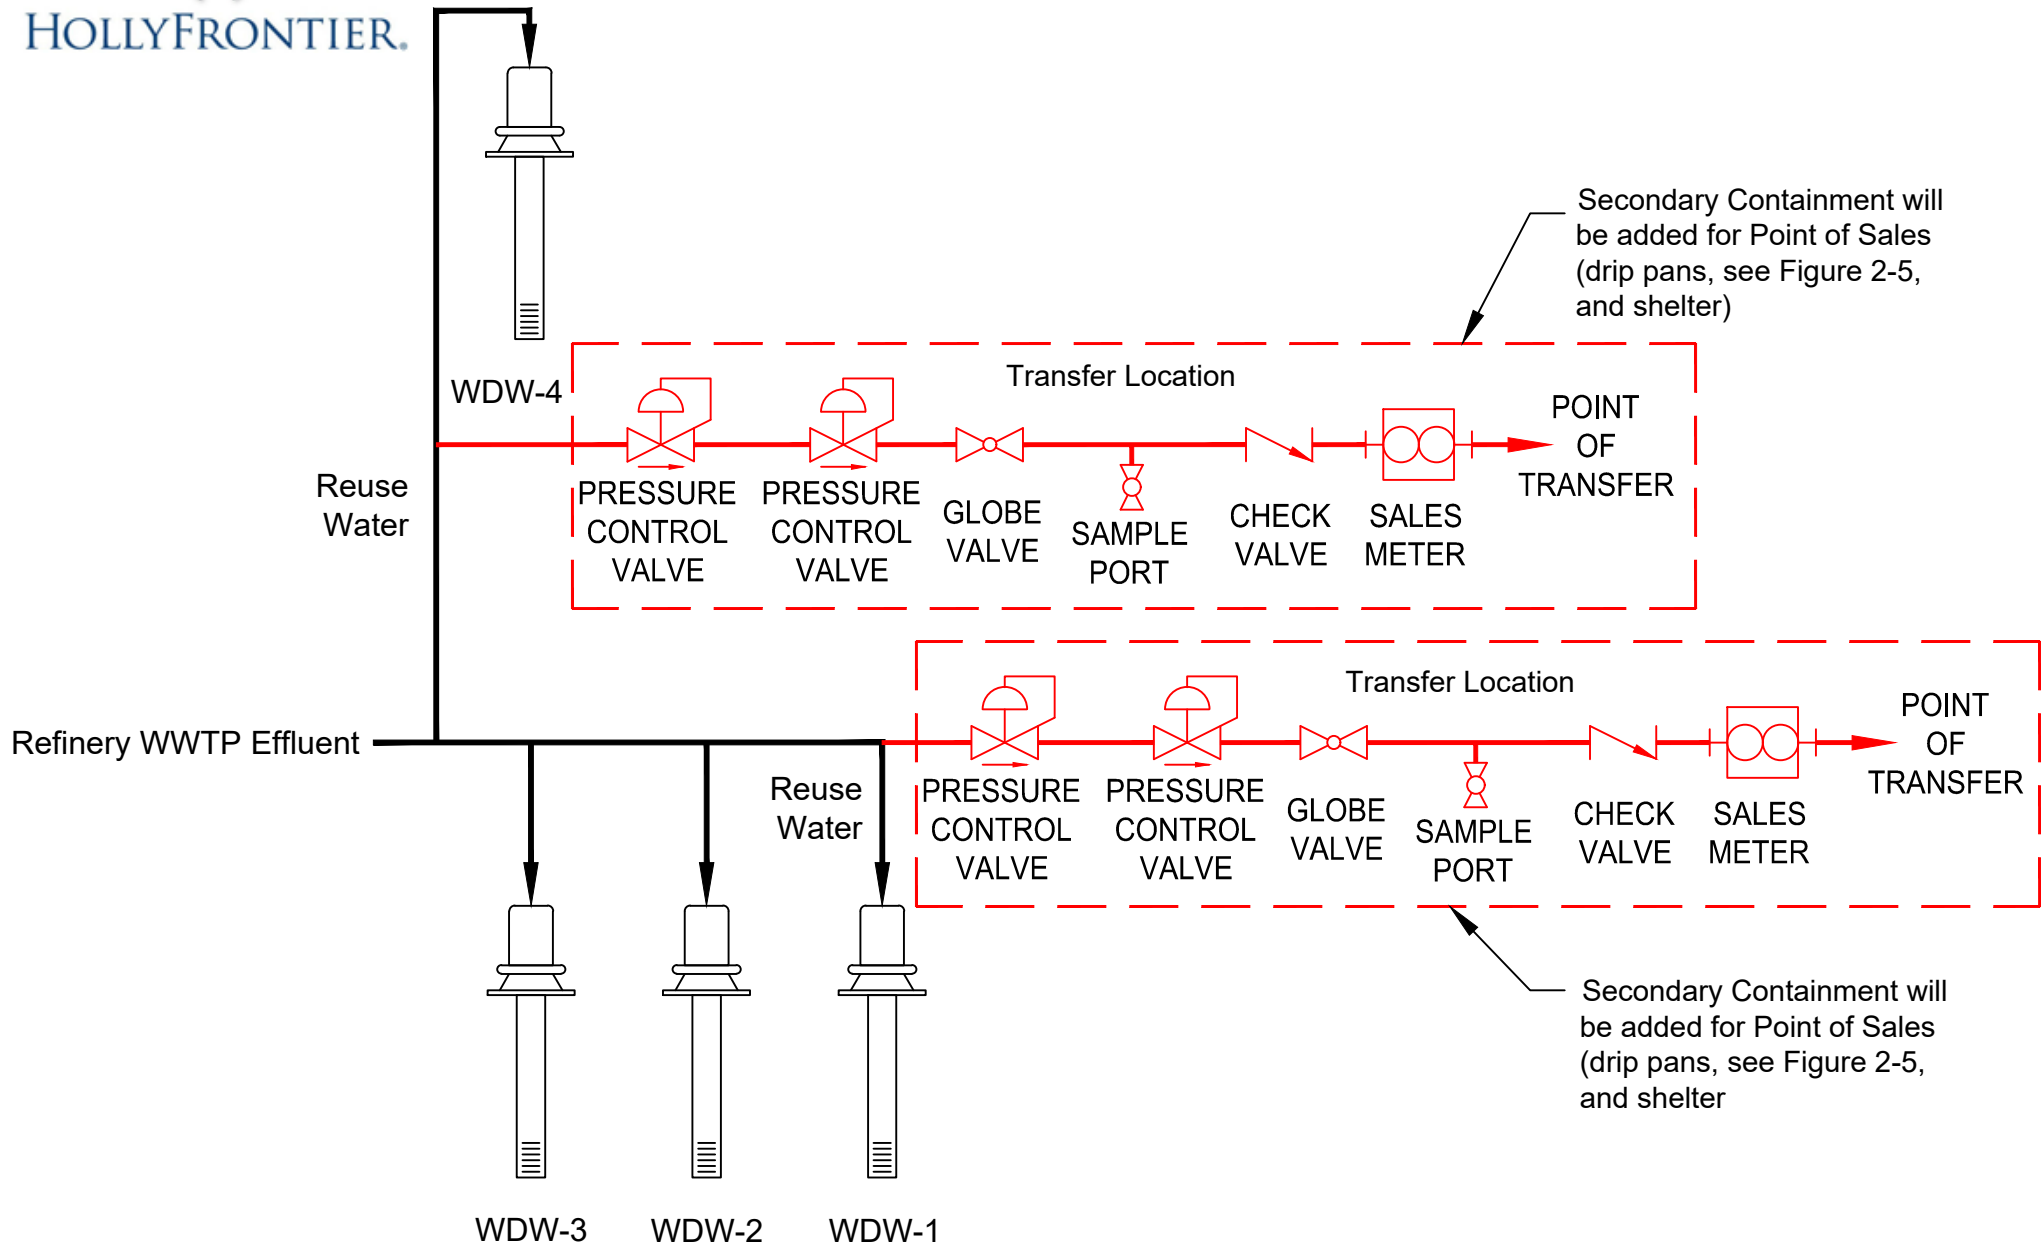 HOLLYFRONTIER.
Secondary Containment will
be added for Point of Sales
(drip pans, see Figure 2-5,
and shelter)
WDW-4
Transfer Location
POINT
OF
TRANSFER
Reuse
Water
PRESSURE
CONTROL
VALVE
PRESSURE
CONTROL
VALVE
GLOBE
VALVE
SAMPLE
PORT
CHECK
VALVE
SALES
METER
Refinery WWTP Effluent
Transfer Location
POINT
OF
TRANSFER
Reuse
Water
PRESSURE
CONTROL
VALVE
PRESSURE
CONTROL
VALVE
GLOBE
VALVE
SAMPLE
PORT
CHECK
VALVE
SALES
METER
Secondary Containment will
be added for Point of Sales
(drip pans, see Figure 2-5,
and shelter
WDW-3
WDW-2
WDW-1